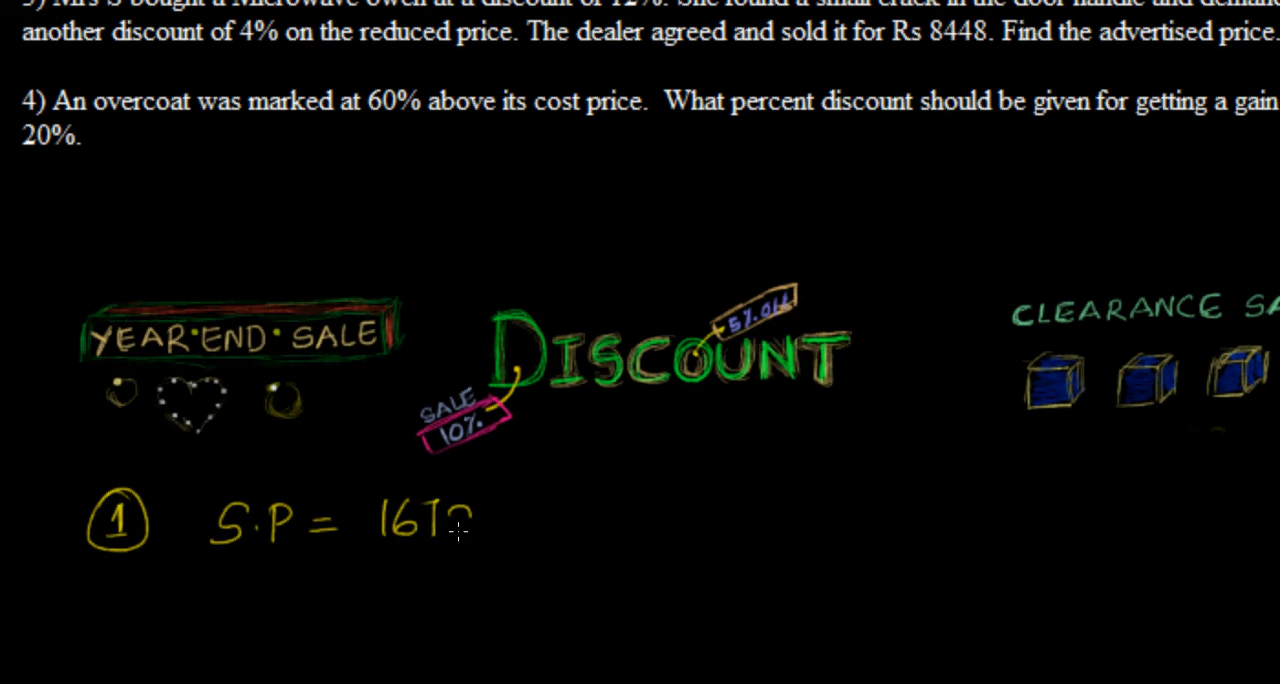 another discount of 4% on the reduced price. The dealer agreed and sold it for Rs 8448. Find the advertised price.
4) An overcoat was marked at 60% above its cost price. What percent discount should be given for getting a gain
20%.
YEAR•END•SALE
DISCOUNT
5% Off
SALE
10%
CLEARANCE SA
1 S.P = 16